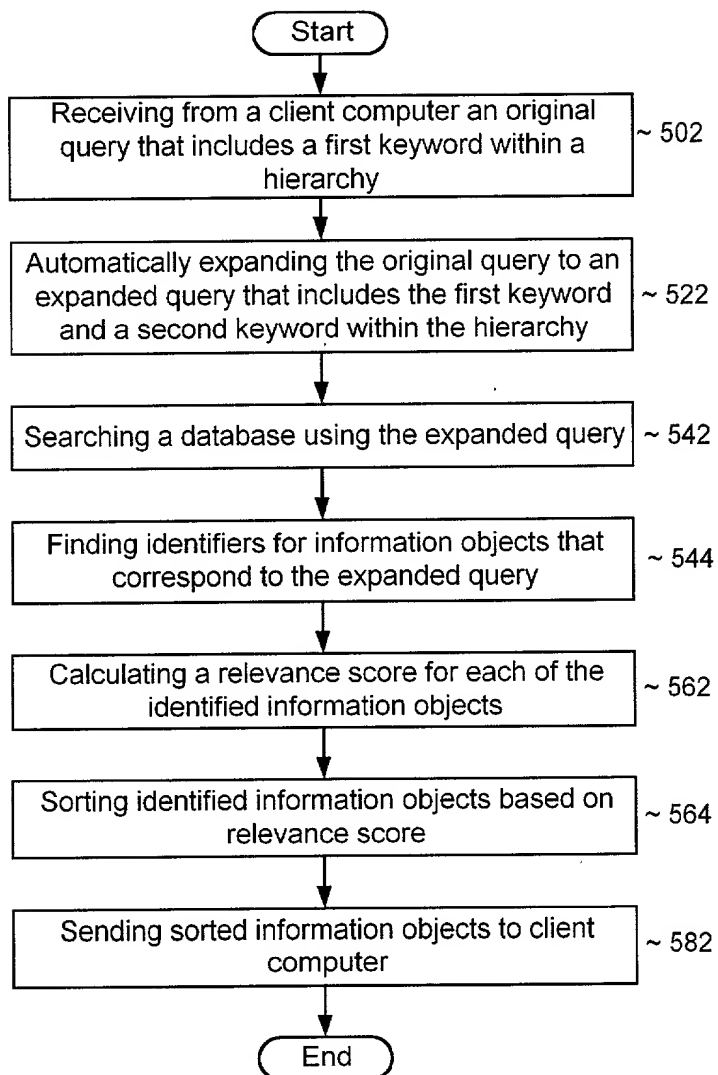 Start
Receiving from a client computer an original
query that includes a first keyword within a
hierarchy
~ 502
Automatically expanding the original query to an
expanded query that includes the first keyword
and a second keyword within the hierarchy
~ 522
Searching a database using the expanded query
~ 542
Finding identifiers for information objects that
correspond to the expanded query
~ 544
Calculating a relevance score for each of the
identified information objects
~ 562
Sorting identified information objects based on
relevance score
~ 564
Sending sorted information objects to client
computer
~ 582
End